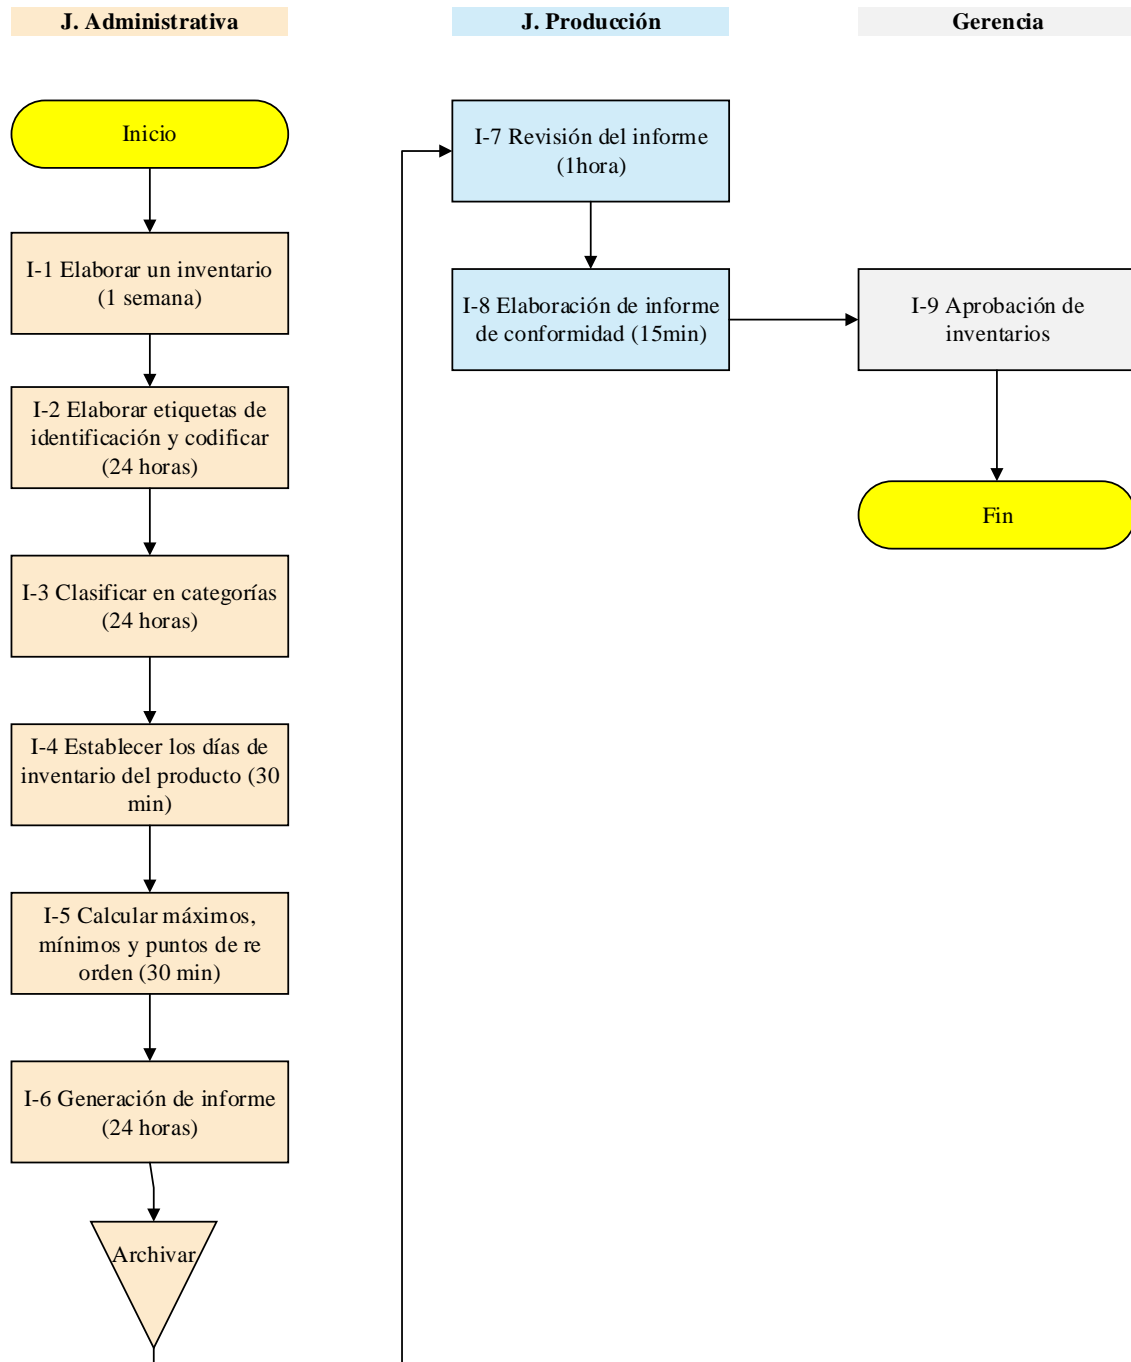 J. Administrativa
J. Producción
Gerencia
Inicio
I-1 Elaborar un inventario
(1 semana)
I-2 Elaborar etiquetas de
identificación y codificar
(24 horas)
I-3 Clasificar en categorías
(24 horas)
I-4 Establecer los días de
inventario del producto (30
min)
I-5 Calcular máximos,
mínimos y puntos de re
orden (30 min)
I-6 Generación de informe
(24 horas)
Archivar
I-7 Revisión del informe
(1hora)
I-8 Elaboración de informe
de conformidad (15min)
I-9 Aprobación de
inventarios
Fin